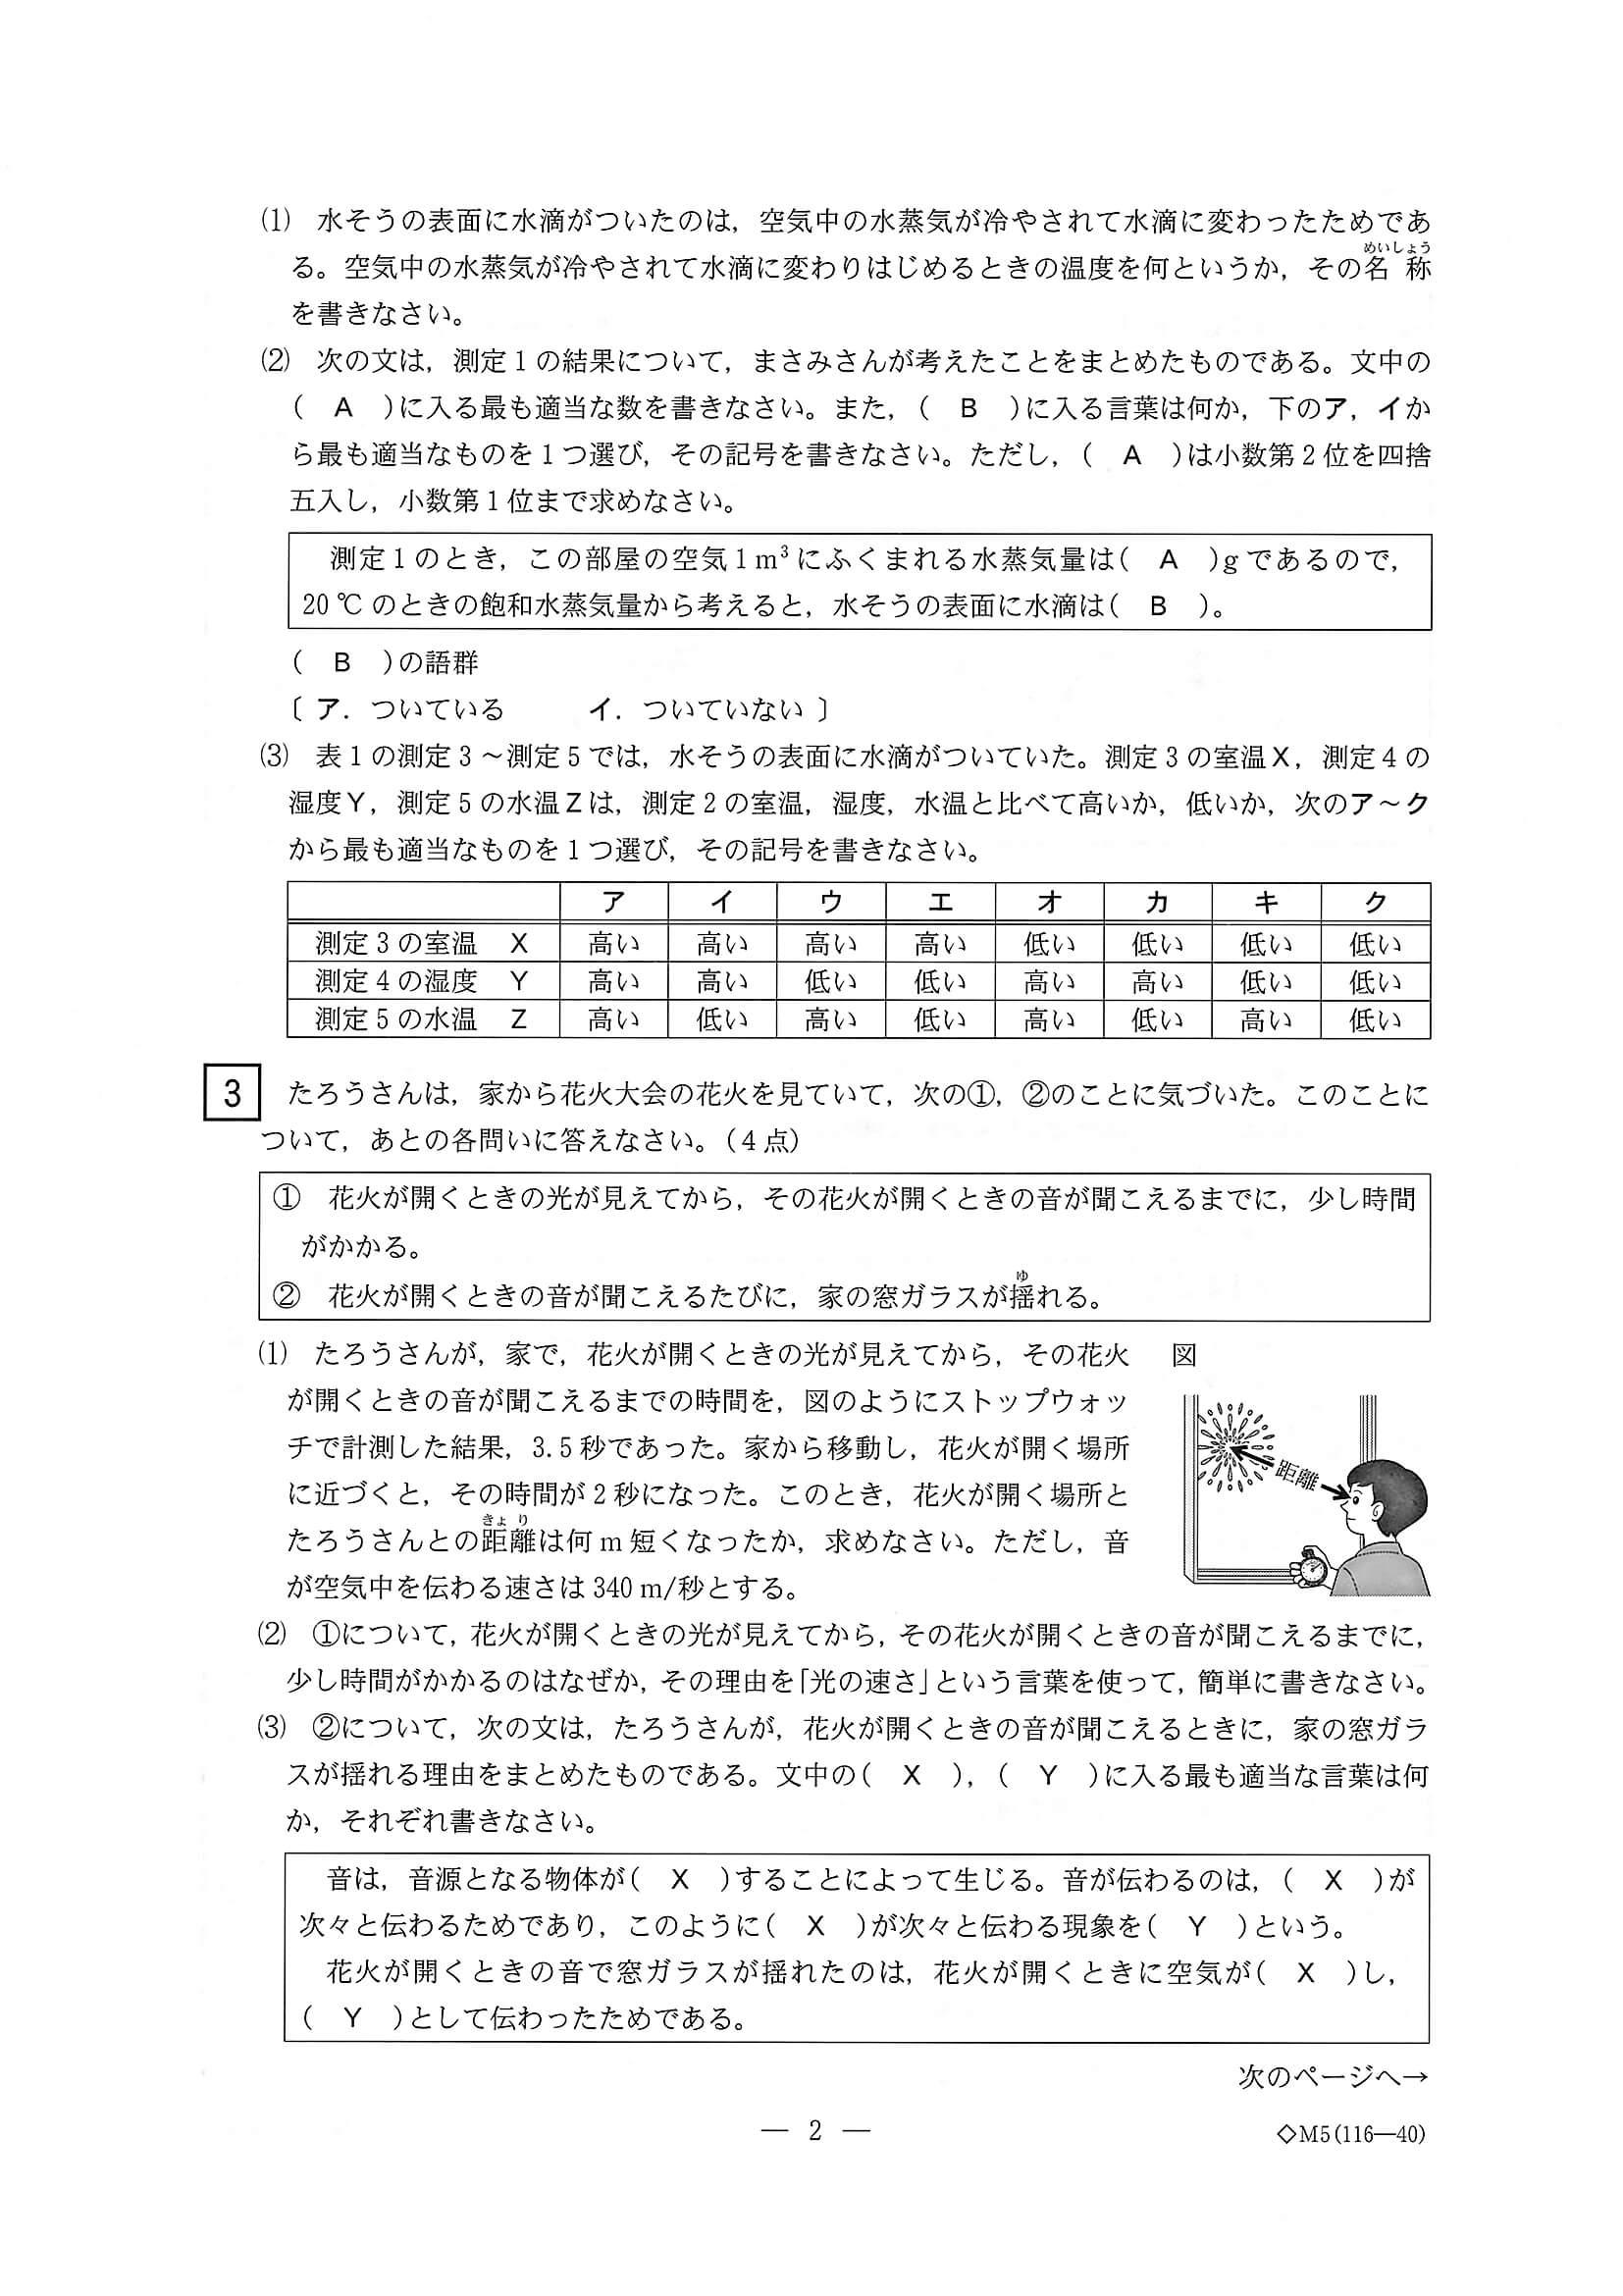 ⑴　水そうの表面に水滴がついたのは，空気中の水蒸気が冷やされて水滴に変わったためであ
る。空気中の水蒸気が冷やされて水滴に変わりはじめるときの温度を何というか，その名称
めいしょう
を書きなさい。
⑵　次の文は，測定1の結果について，まさみさんが考えたことをまとめたものである。文中の
(　A　)に入る最も適当な数を書きなさい。また，(　B　)に入る言葉は何か，下のア，イか
ら最も適当なものを1つ選び，その記号を書きなさい。ただし，(　A　)は小数第2位を四捨
五入し，小数第1位まで求めなさい。
測定1のとき，この部屋の空気1m³にふくまれる水蒸気量は(　A　)gであるので，
20℃のときの飽和水蒸気量から考えると，水そうの表面に水滴は(　B　)。
(　B　)の語群
〔ア．ついている　　イ．ついていない〕
⑶　表1の測定3～測定5では，水そうの表面に水滴がついていた。測定3の室温X，測定4の
湿度Y，測定5の水温Zは，測定2の室温，湿度，水温と比べて高いか，低いか，次のア～ク
から最も適当なものを1つ選び，その記号を書きなさい。
ア　イ　ウ　エ　オ　カ　キ　ク
測定3の室温　X　高い　高い　高い　高い　低い　低い　低い　低い
測定4の湿度　Y　高い　高い　低い　低い　高い　高い　低い　低い
測定5の水温　Z　高い　低い　高い　低い　高い　低い　高い　低い
3　たろうさんは，家から花火大会の花火を見ていて，次の①，②のことに気づいた。このことに
ついて，あとの各問いに答えなさい。（4点）
①　花火が開くときの光が見えてから，その花火が開くときの音が聞こえるまでに，少し時間
がかかる。
②　花火が開くときの音が聞こえるたびに，家の窓ガラスが揺れる。
ゆ
⑴　たろうさんが，家で，花火が開くときの光が見えてから，その花火
が開くときの音が聞こえるまでの時間を，図のようにストップウォッ
チで計測した結果，3.5秒であった。家から移動し，花火が開く場所
に近づくと，その時間が2秒になった。このとき，花火が開く場所と
たろうさんとの距離は何m短くなったか，求めなさい。ただし，音
きょり
が空気中を伝わる速さは340m/秒とする。
図
距離
⑵　①について，花火が開くときの光が見えてから，その花火が開くときの音が聞こえるまでに，
少し時間がかかるのはなぜか，その理由を「光の速さ」という言葉を使って，簡単に書きなさい。
⑶　②について，次の文は，たろうさんが，花火が開くときの音が聞こえるときに，家の窓ガラ
スが揺れる理由をまとめたものである。文中の(　X　)，(　Y　)に入る最も適当な言葉は何
か，それぞれ書きなさい。
音は，音源となる物体が(　X　)することによって生じる。音が伝わるのは，(　X　)が
次々と伝わるためであり，このように(　X　)が次々と伝わる現象を(　Y　)という。
花火が開くときの音で窓ガラスが揺れたのは，花火が開くときに空気が(　X　)し，
(　Y　)として伝わったためである。
次のページへ→
— 2 —
◇M5(116—40)